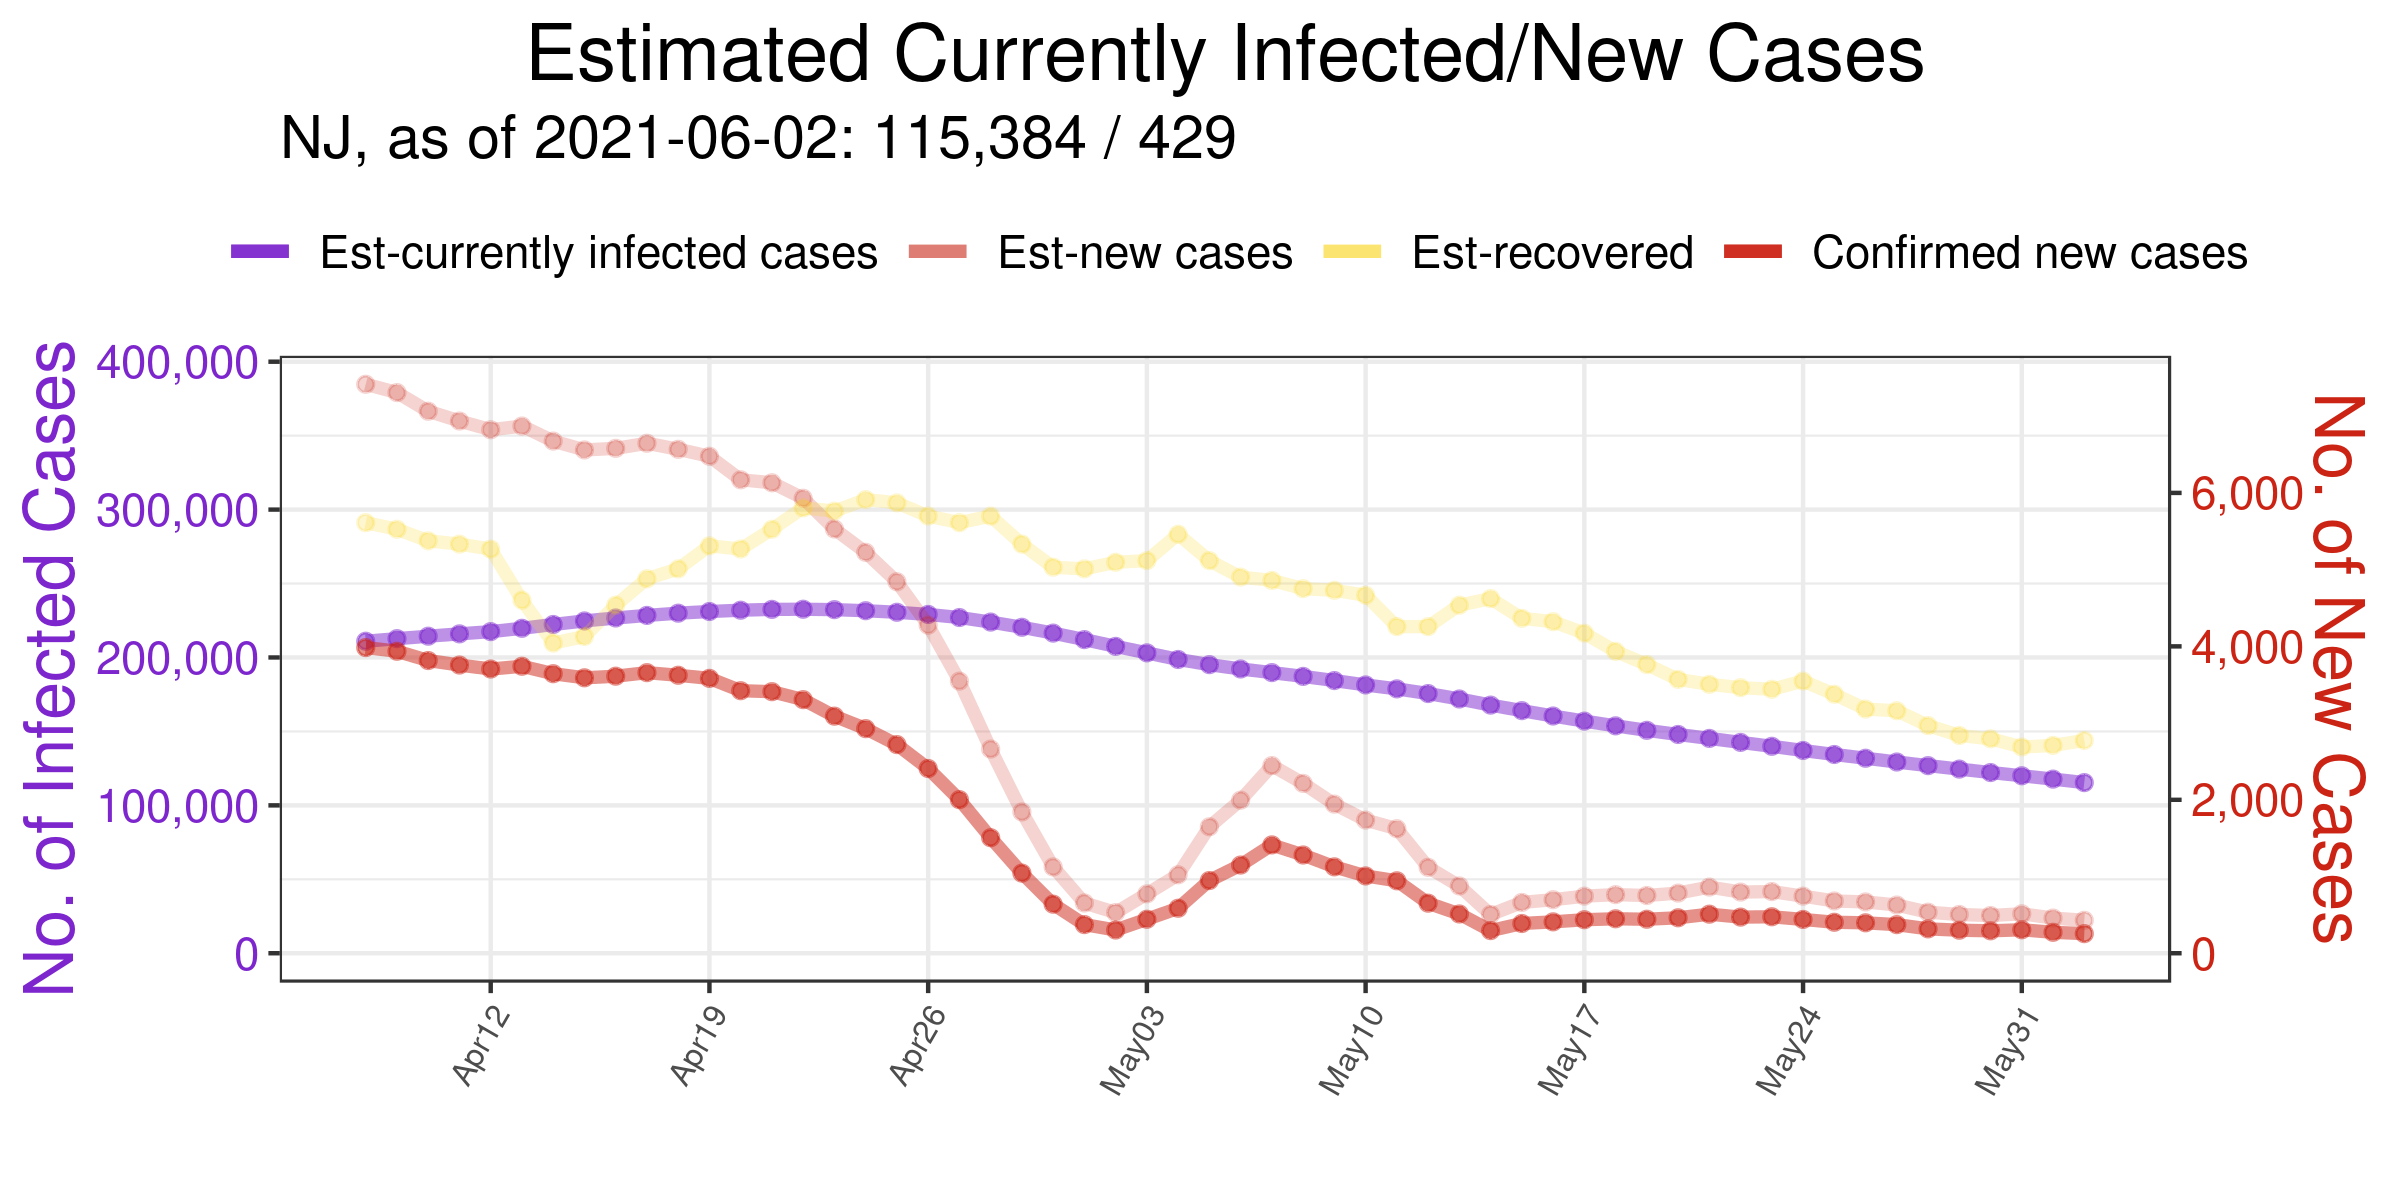 Estimated Currently Infected/New Cases
NJ, as of 2021-06-02: 115,384 / 429
Est-currently infected cases Est-new cases Est-recovered Confirmed new cases
No. of Infected Cases
400,000
300,000
200,000
100,000
0
6,000
4,000
2,000
0
No. of New Cases
Apr12 Apr19 Apr26 May03 May10 May17 May24 May31